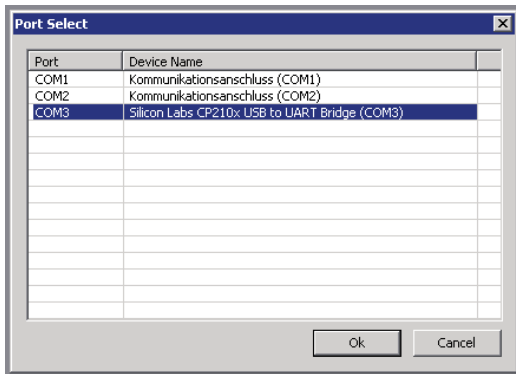 Port Select
Port Device Name
COM1 Kommunikationsanschluss (COM1)
COM2 Kommunikationsanschluss (COM2)
COM3 Silicon Labs CP210x USB to UART Bridge (COM3)
Ok Cancel